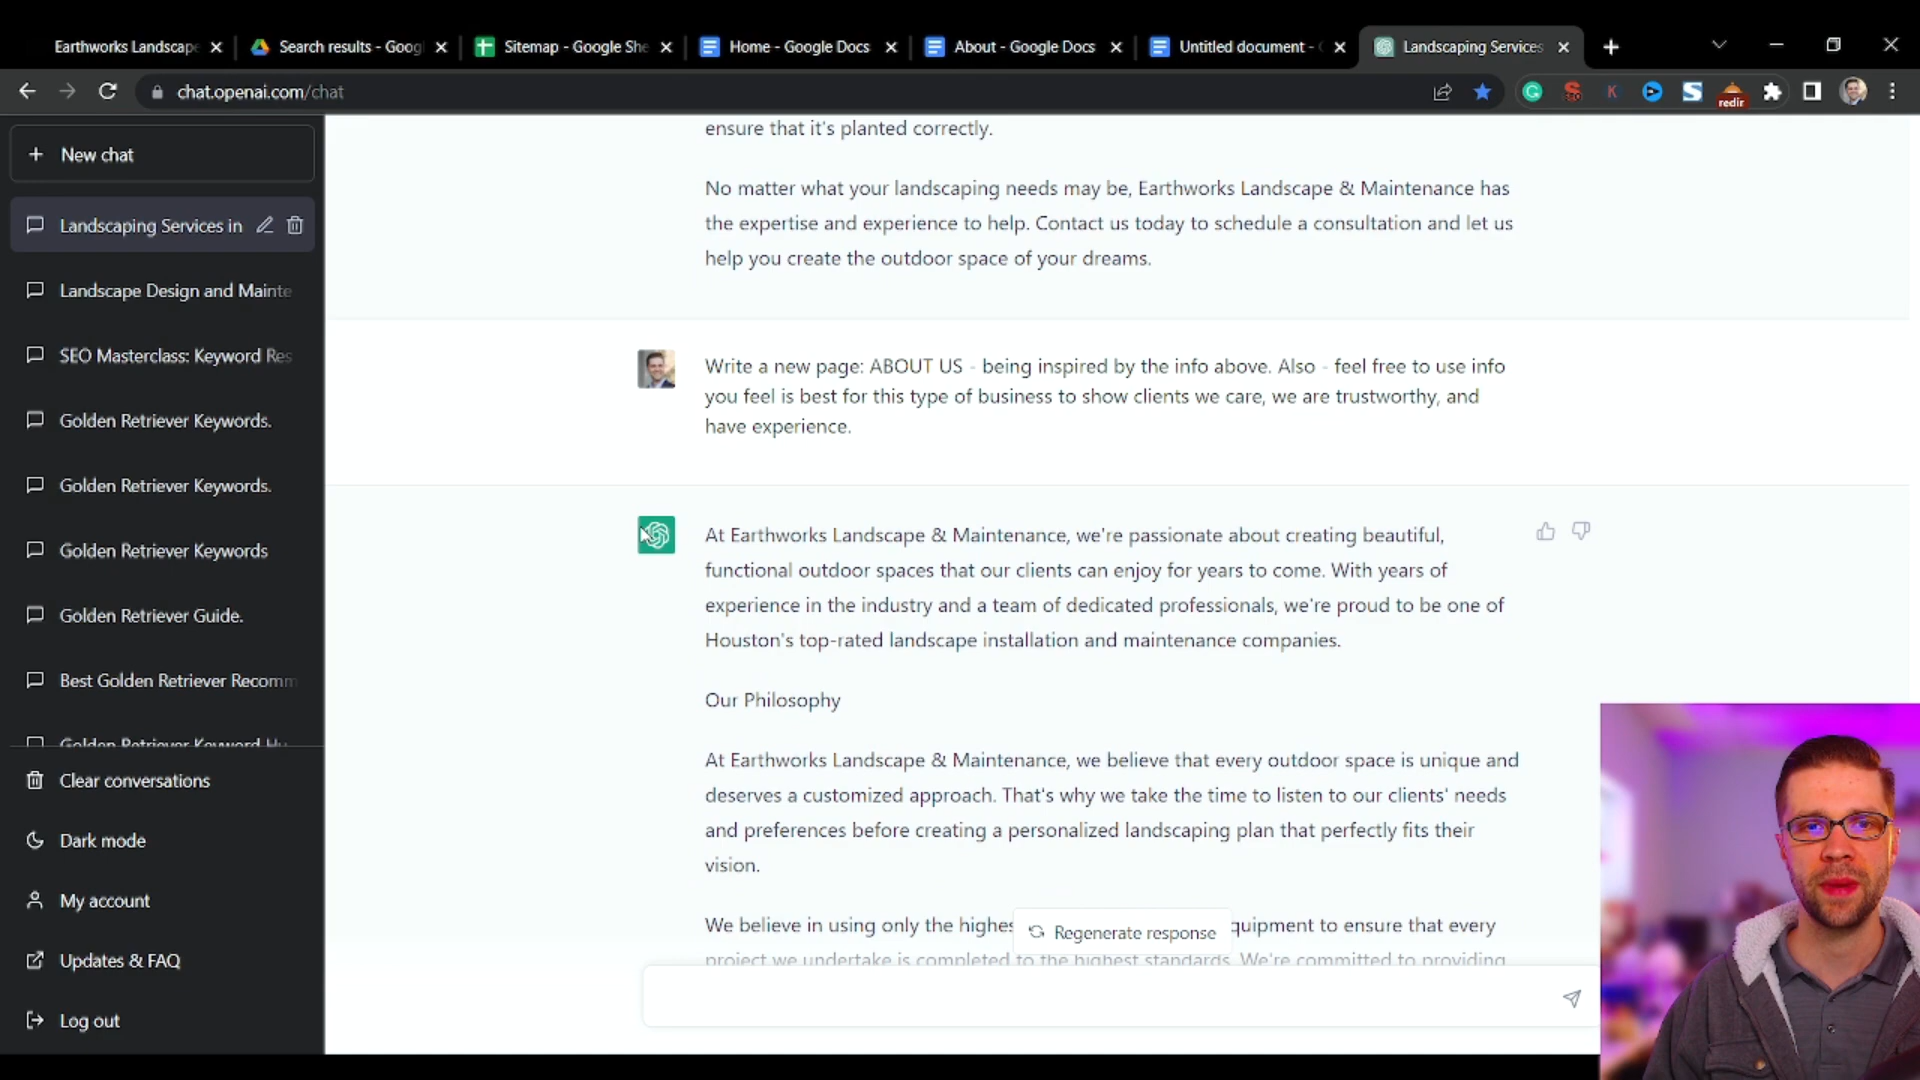 Earthworks Landscape
Search results - Goog
Sitemap - Google She
Home - Google Docs
About - Google Docs
Untitled document -
Landscaping Services
chat.openai.com/chat
redir
New chat
Landscaping Services in
Landscape Design and Mainte
SEO Masterclass: Keyword Res
Golden Retriever Keywords.
Golden Retriever Keywords.
Golden Retriever Keywords
Golden Retriever Guide.
Best Golden Retriever Recomm
Golden Retriever Keyword Hu
Clear conversations
Dark mode
My account
Updates & FAQ
Log out
ensure that it's planted correctly.
No matter what your landscaping needs may be, Earthworks Landscape & Maintenance has
the expertise and experience to help. Contact us today to schedule a consultation and let us
help you create the outdoor space of your dreams.
Write a new page: ABOUT US - being inspired by the info above. Also - feel free to use info
you feel is best for this type of business to show clients we care, we are trustworthy, and
have experience.
At Earthworks Landscape & Maintenance, we're passionate about creating beautiful,
functional outdoor spaces that our clients can enjoy for years to come. With years of
experience in the industry and a team of dedicated professionals, we're proud to be one of
Houston's top-rated landscape installation and maintenance companies.
Our Philosophy
At Earthworks Landscape & Maintenance, we believe that every outdoor space is unique and
deserves a customized approach. That's why we take the time to listen to our clients' needs
and preferences before creating a personalized landscaping plan that perfectly fits their
vision.
We believe in using only the highes quipment to ensure that every
Regenerate response
project we undertake is completed to the highest standards. We're committed to providing